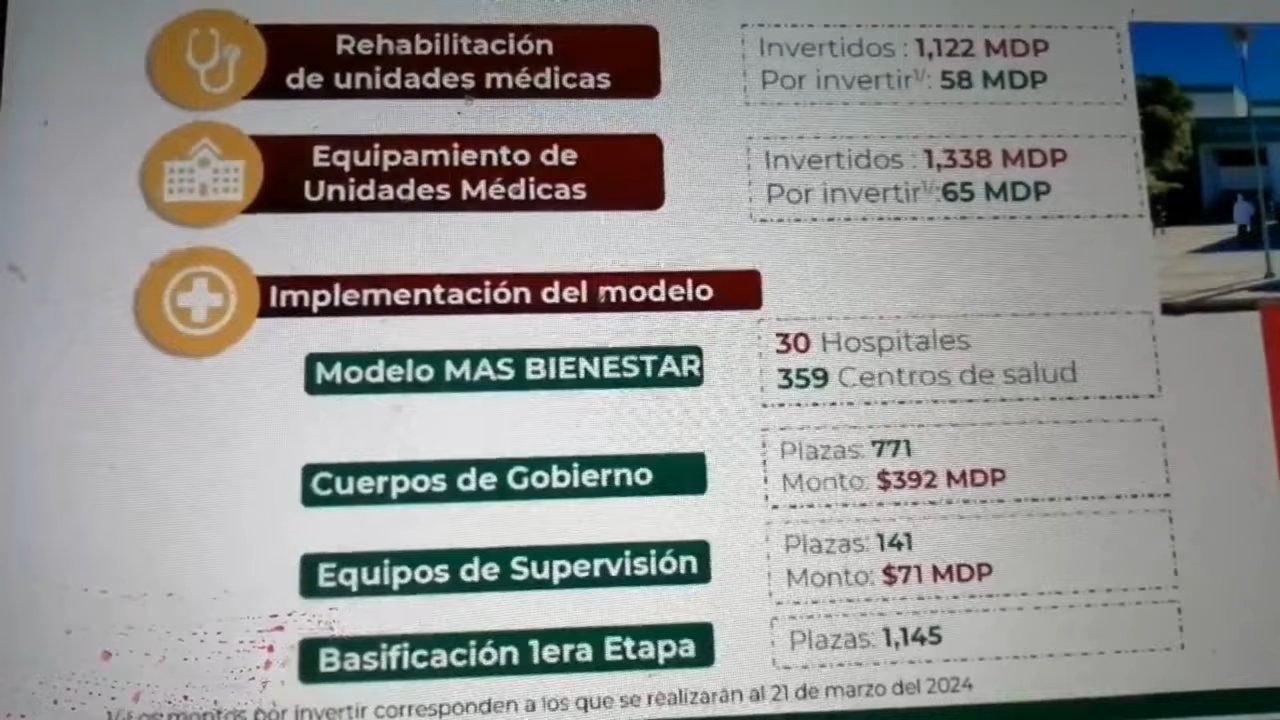 Rehabilitación
de unidades médicas
Invertidos : 1,122 MDP
Por invertir1/: 58 MDP
Equipamiento de
Unidades Médicas
Invertidos : 1,338 MDP
Por invertir1/:65 MDP
Implementación del modelo
Modelo MAS BIENESTAR
30 Hospitales
359 Centros de salud
Cuerpos de Gobierno
Plazas: 771
Monto: $392 MDP
Equipos de Supervisión
Plazas: 141
Monto: $71 MDP
Basificación 1era Etapa
Plazas: 1,145
1/ Los montos por invertir corresponden a los que se realizarán al 21 de marzo del 2024